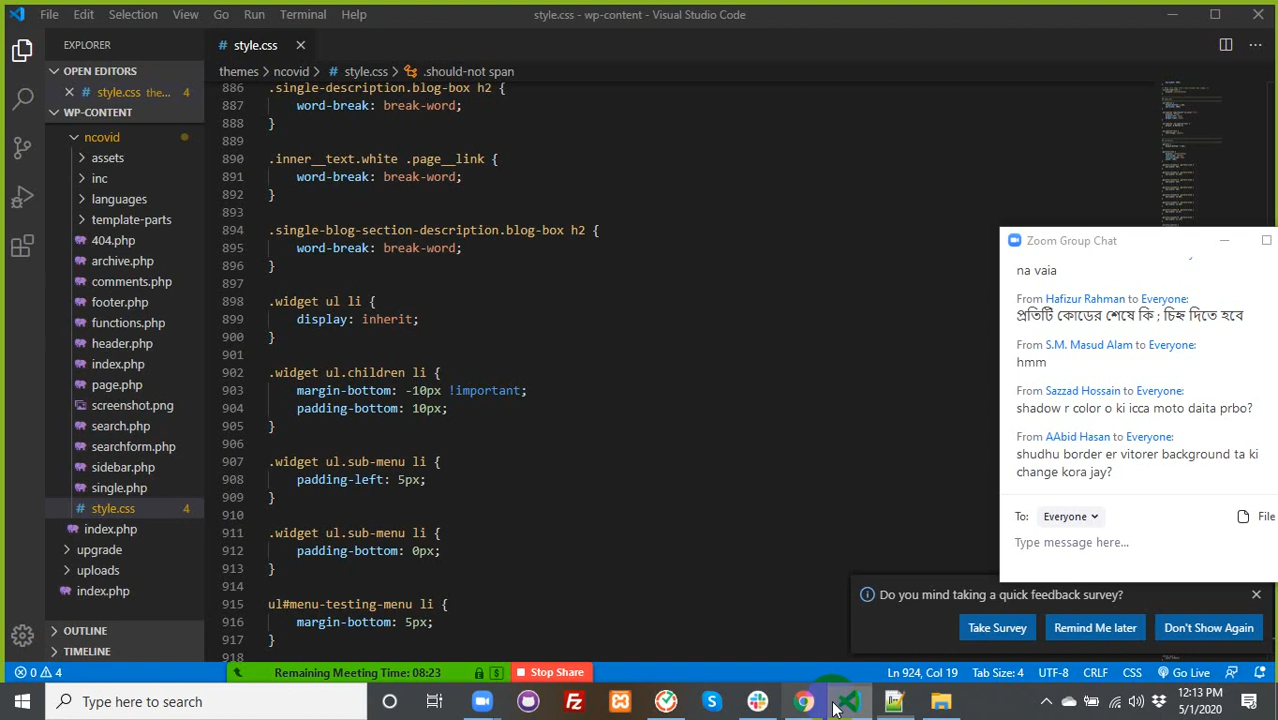 File Edit Selection View Go Run Terminal Help
style.css - wp-content - Visual Studio Code
EXPLORER
# style.css
OPEN EDITORS
# style.css the... 4
WP-CONTENT
ncovid
assets
inc
languages
template-parts
404.php
archive.php
comments.php
footer.php
functions.php
header.php
index.php
page.php
screenshot.png
search.php
searchform.php
sidebar.php
single.php
# style.css 4
index.php
upgrade
uploads
index.php
OUTLINE
TIMELINE
themes > ncovid > # style.css > .should-not span
886 .single-description.blog-box h2 {
887 word-break: break-word;
888 }
889
890 .inner__text.white .page__link {
891 word-break: break-word;
892 }
893
894 .single-blog-section-description.blog-box h2 {
895 word-break: break-word;
896 }
897
898 .widget ul li {
899 display: inherit;
900 }
901
902 .widget ul.children li {
903 margin-bottom: -10px !important;
904 padding-bottom: 10px;
905 }
906
907 .widget ul.sub-menu li {
908 padding-left: 5px;
909 }
910
911 .widget ul.sub-menu li {
912 padding-bottom: 0px;
913 }
914
915 ul#menu-testing-menu li {
916 margin-bottom: 5px;
917 }
918
Zoom Group Chat
na vaia
From Hafizur Rahman to Everyone:
প্রতিটি কোডের শেষে কি ; চিহ্ন দিতে হবে
From S.M. Masud Alam to Everyone:
hmm
From Sazzad Hossain to Everyone:
shadow r color o ki icca moto daita prbo?
From AAbid Hasan to Everyone:
shudhu border er vitorer background ta ki
change kora jay?
To: Everyone File
Type message here...
Do you mind taking a quick feedback survey?
Take Survey Remind Me later Don't Show Again
0 4 Remaining Meeting Time: 08:23 Stop Share Ln 924, Col 19 Tab Size: 4 UTF-8 CRLF CSS Go Live
Type here to search
12:13 PM
5/1/2020